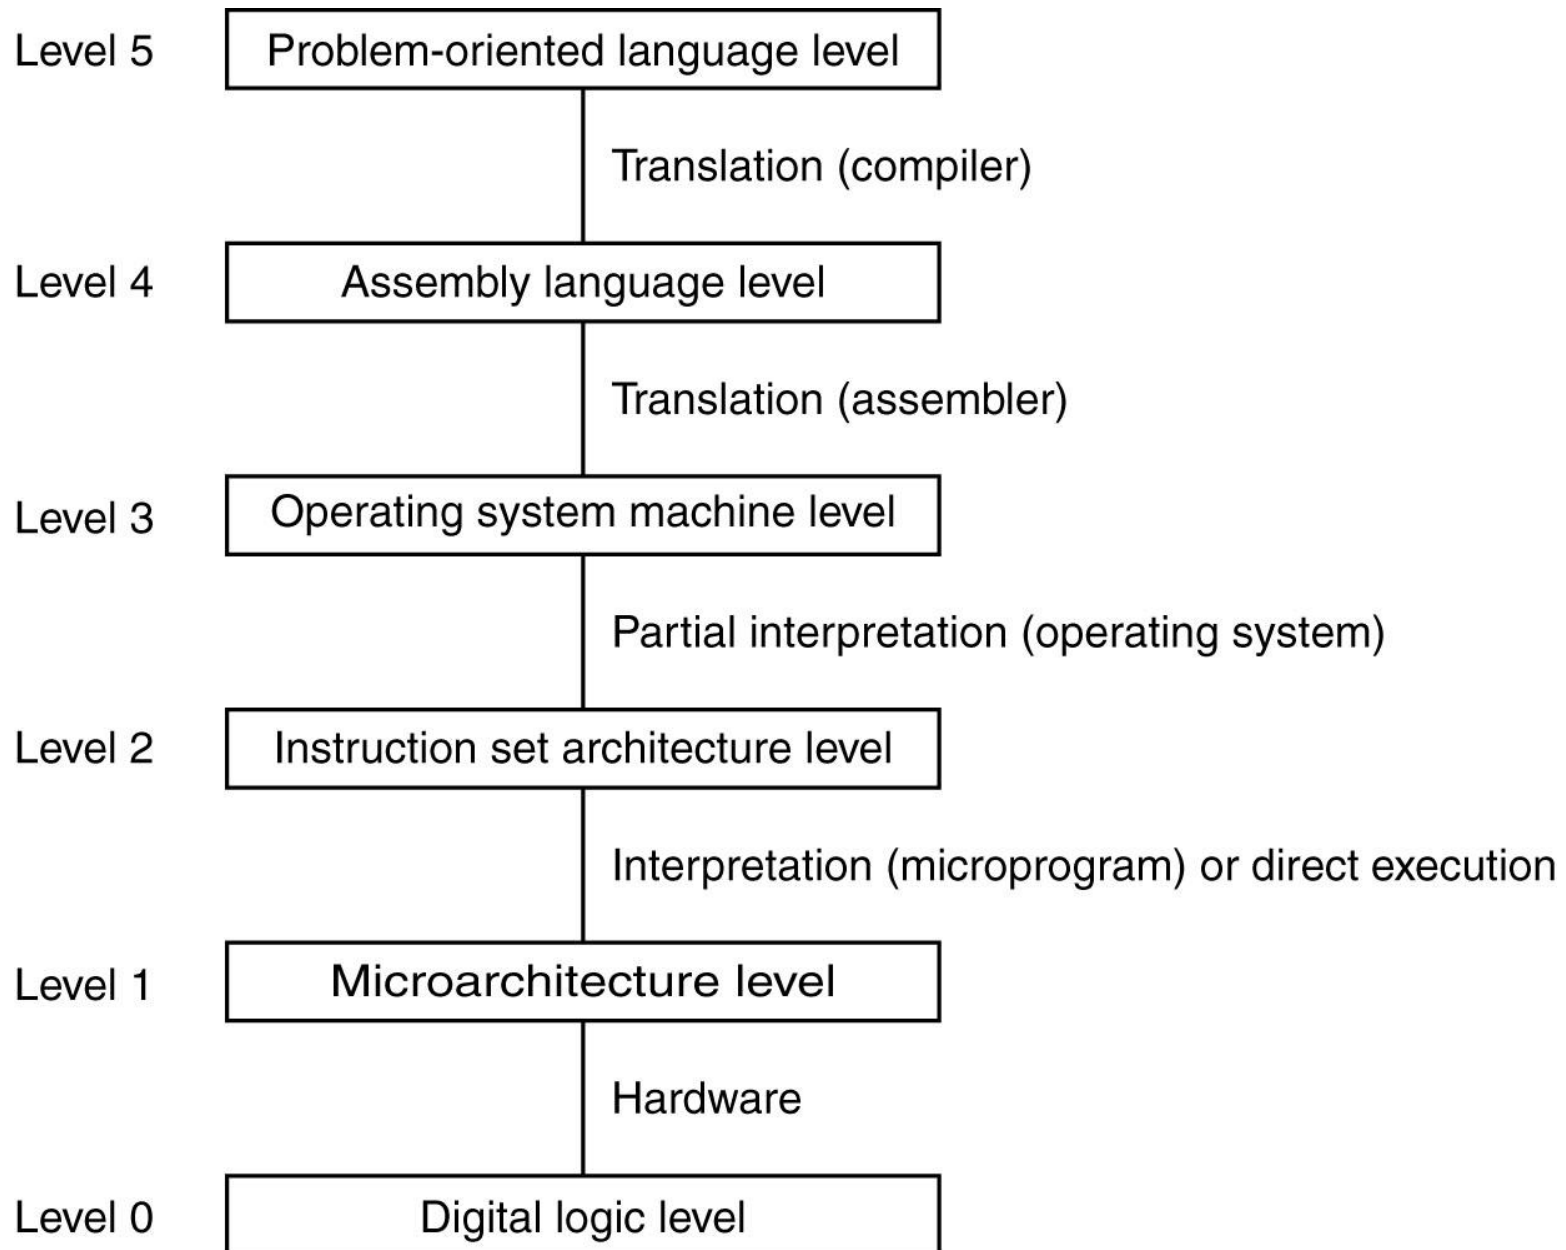 Level 5
Problem-oriented language level
Translation (compiler)
Level 4
Assembly language level
Translation (assembler)
Level 3
Operating system machine level
Partial interpretation (operating system)
Level 2
Instruction set architecture level
Interpretation (microprogram) or direct execution
Level 1
Microarchitecture level
Hardware
Level 0
Digital logic level